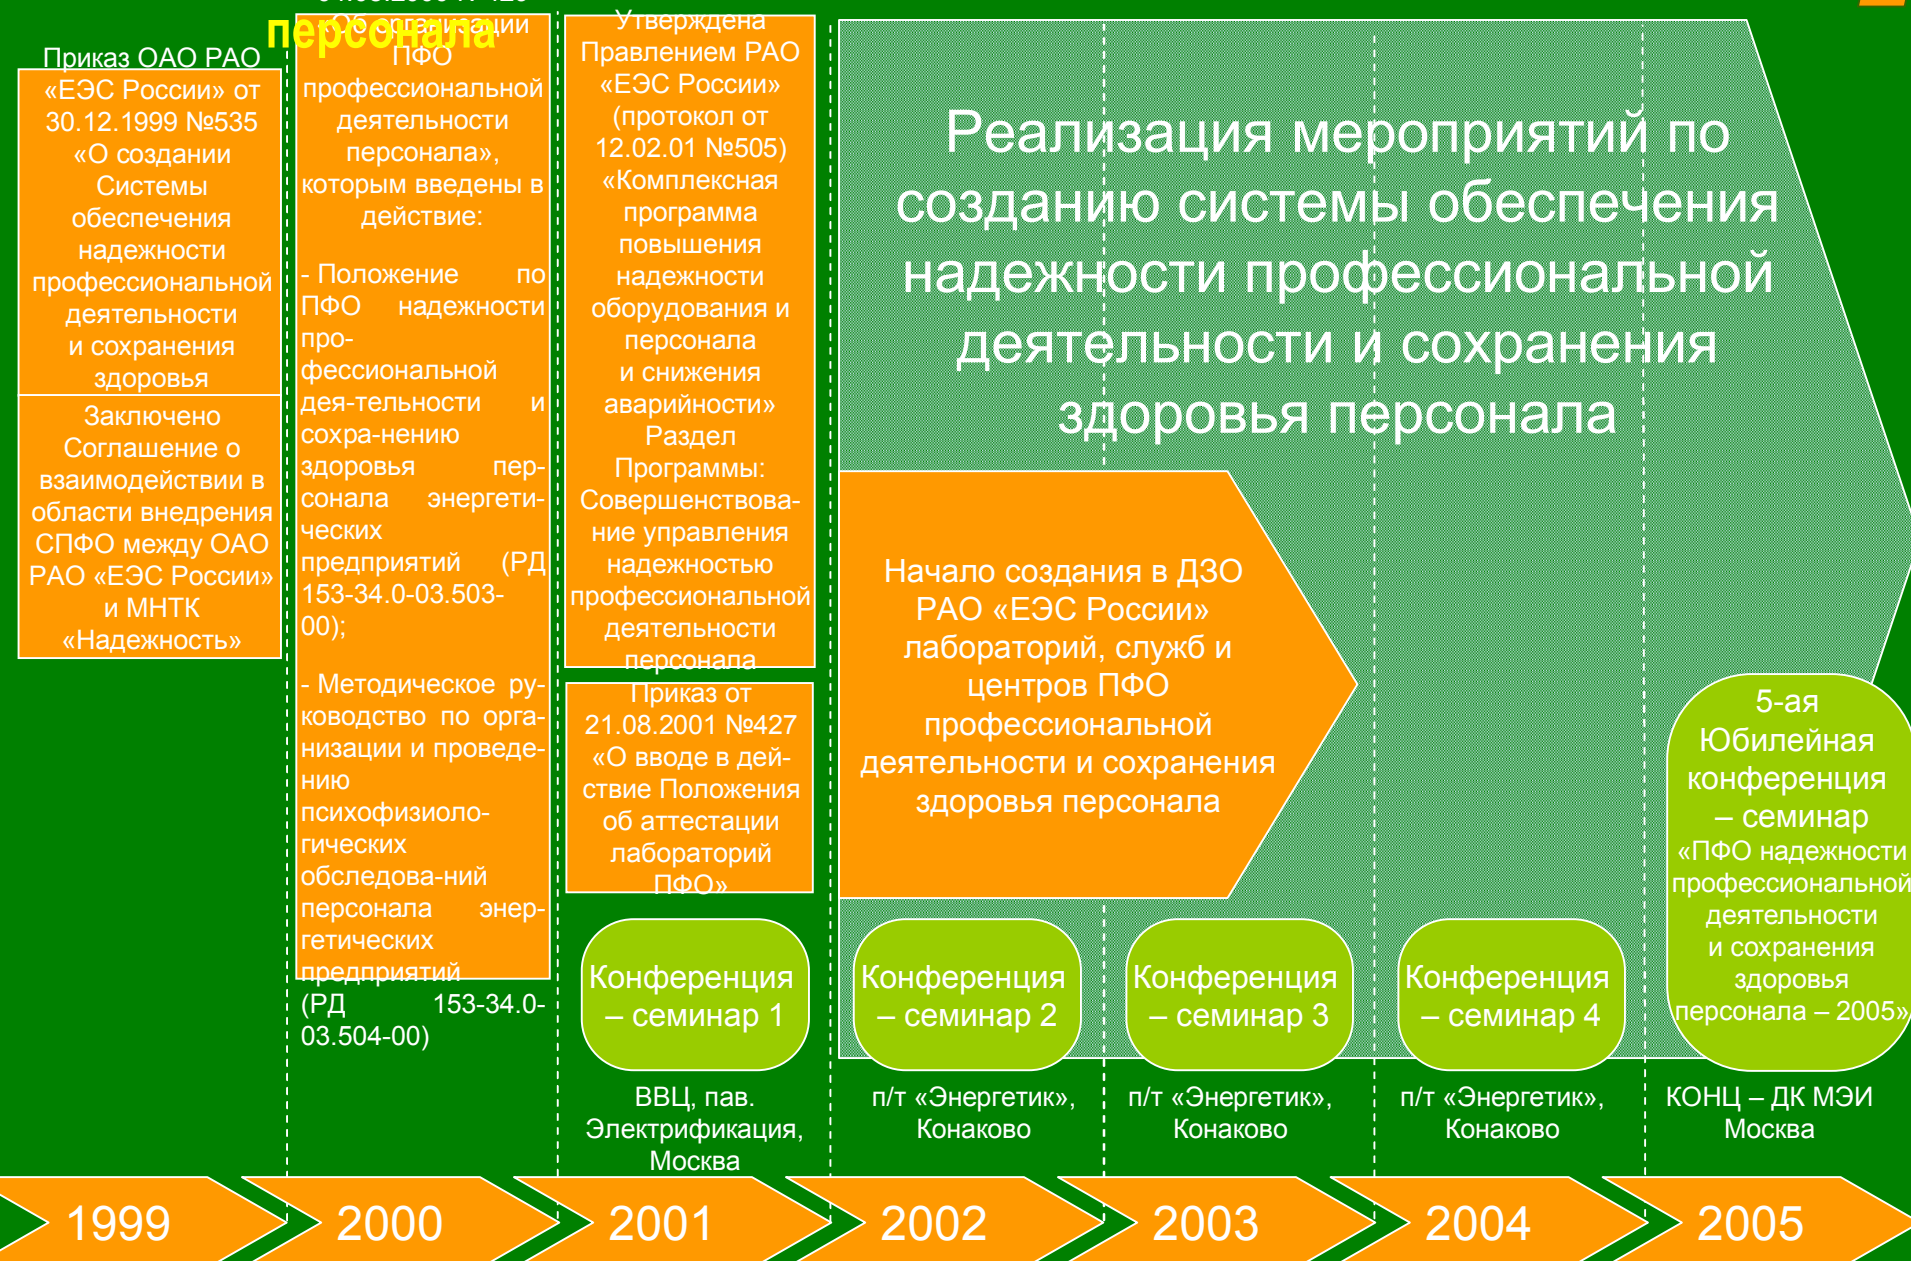 персонала
Приказ ОАО РАО
«ЕЭС России» от
30.12.1999 №535
«О создании
Системы
обеспечения
надежности
профессиональной
деятельности
и сохранения
здоровья
Заключено
Соглашение о
взаимодействии в
области внедрения
СПФО между ОАО
РАО «ЕЭС России»
и МНТК
«Надежность»
«Об организации
ПФО
профессиональной
деятельности
персонала»,
которым введены в
действие:
- Положение по
ПФО надежности
про-
фессиональной
дея-тельности и
сохра-нению
здоровья пер-
сонала энергети-
ческих
предприятий (РД
153-34.0-03.503-
00);
- Методическое ру-
ководство по орга-
низации и проведе-
нию
психофизиоло-
гических
обследова-ний
персонала энер-
гетических
предприятий
(РД 153-34.0-
03.504-00)
Утверждена
Правлением РАО
«ЕЭС России»
(протокол от
12.02.01 №505)
«Комплексная
программа
повышения
надежности
оборудования и
персонала
и снижения
аварийности»
Раздел
Программы:
Совершенствова-
ние управления
надежностью
профессиональной
деятельности
персонала
Приказ от
21.08.2001 №427
«О вводе в дей-
ствие Положения
об аттестации
лабораторий
ПФО»
Реализация мероприятий по
созданию системы обеспечения
надежности профессиональной
деятельности и сохранения
здоровья персонала
Начало создания в ДЗО
РАО «ЕЭС России»
лабораторий, служб и
центров ПФО
профессиональной
деятельности и сохранения
здоровья персонала
Конференция
– семинар 1
Конференция
– семинар 2
Конференция
– семинар 3
Конференция
– семинар 4
5-ая
Юбилейная
конференция
– семинар
«ПФО надежности
профессиональной
деятельности
и сохранения
здоровья
персонала – 2005»
ВВЦ, пав.
Электрификация,
Москва
п/т «Энергетик»,
Конаково
п/т «Энергетик»,
Конаково
п/т «Энергетик»,
Конаково
КОНЦ – ДК МЭИ
Москва
1999
2000
2001
2002
2003
2004
2005